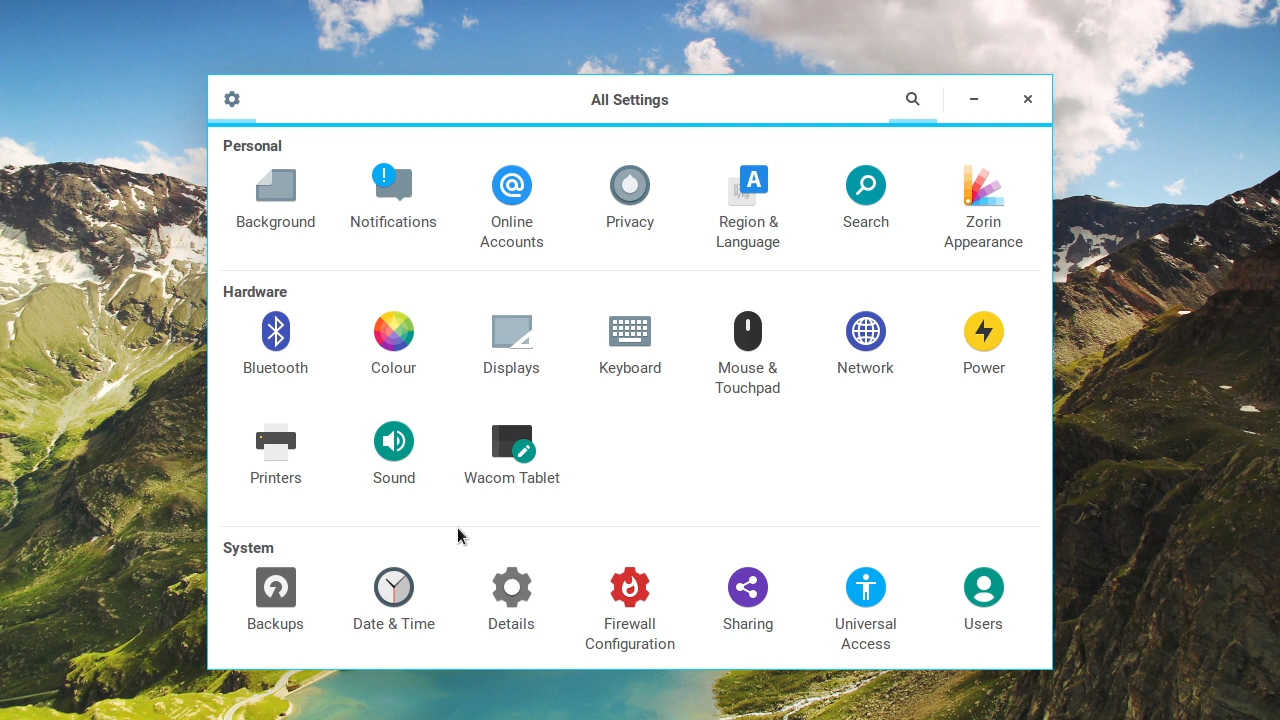 All Settings
Personal
Background
Notifications
Online
Accounts
Privacy
Region &
Language
Search
Zorin
Appearance
Hardware
Bluetooth
Colour
Displays
Keyboard
Mouse &
Touchpad
Network
Power
Printers
Sound
Wacom Tablet
System
Backups
Date & Time
Details
Firewall
Configuration
Sharing
Universal
Access
Users